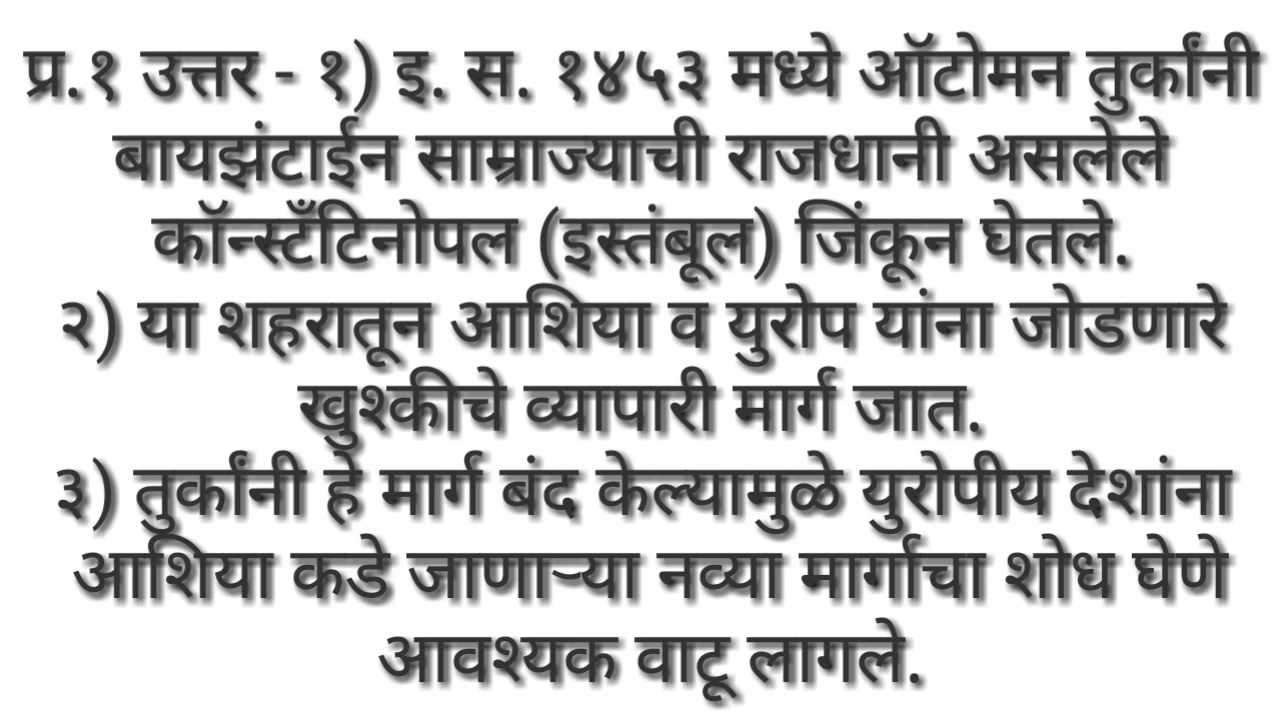 प्र.१ उत्तर - १) इ. स. १४५३ मध्ये ऑटोमन तुर्कांनी
बायझंटाईन साम्राज्याची राजधानी असलेले
कॉन्स्टँटिनोपल (इस्तंबूल) जिंकून घेतले.
२) या शहरातून आशिया व युरोप यांना जोडणारे
खुश्कीचे व्यापारी मार्ग जात.
३) तुर्कांनी हे मार्ग बंद केल्यामुळे युरोपीय देशांना
आशिया कडे जाणाऱ्या नव्या मार्गाचा शोध घेणे
आवश्यक वाटू लागले.